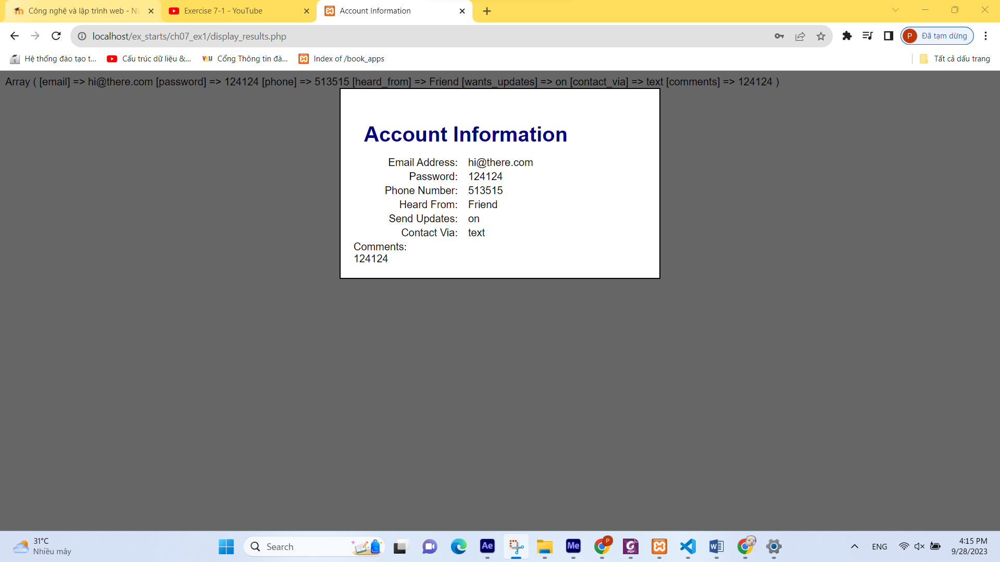 Công nghệ và lập trình web - NL
Exercise 7-1 - YouTube
Account Information
localhost/ex_starts/ch07_ex1/display_results.php
P
Đã tạm dừng
Hệ thống đào tạo t...
Cấu trúc dữ liệu &...
VKU
Cổng Thông tin đà...
Index of /book_apps
Tất cả dấu trang
Array ( [email] => hi@there.com [password] => 124124 [phone] => 513515 [heard_from] => Friend [wants_updates] => on [contact_via] => text [comments] => 124124 )
Account Information
Email Address: hi@there.com
Password: 124124
Phone Number: 513515
Heard From: Friend
Send Updates: on
Contact Via: text
Comments:
124124
31°C
Nhiều mây
Search
Ae
Me
P
PDF
ENG
4:15 PM
9/28/2023